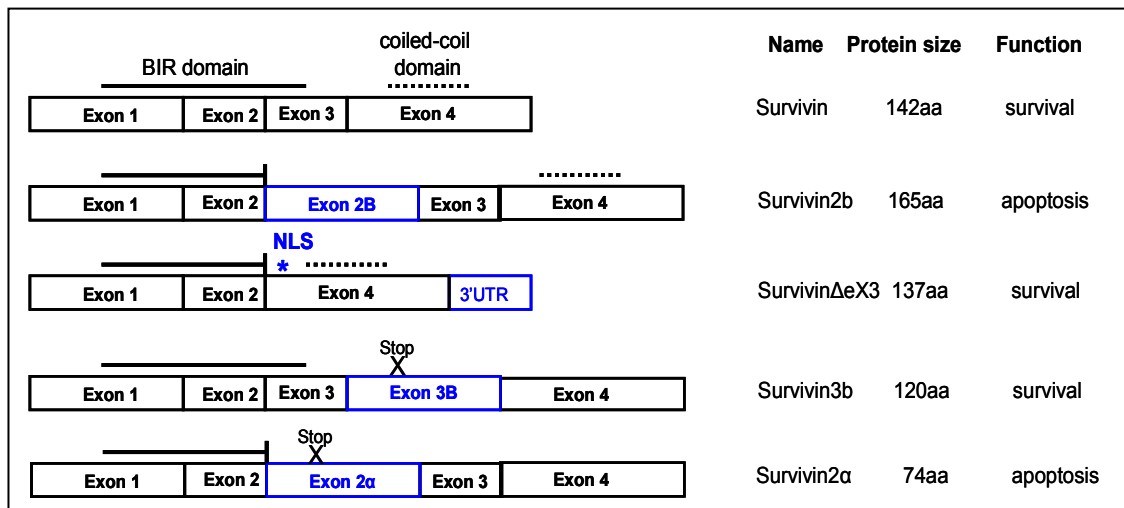 coiled-coil
domain
BIR domain
Name Protein size Function
Exon 1 Exon 2 Exon 3 Exon 4 Survivin 142aa survival
Exon 1 Exon 2 Exon 2B Exon 3 Exon 4 Survivin2b 165aa apoptosis
NLS
*
Exon 1 Exon 2 Exon 4 3'UTR SurvivinΔeX3 137aa survival
Stop
X
Exon 1 Exon 2 Exon 3 Exon 3B Exon 4 Survivin3b 120aa survival
Stop
X
Exon 1 Exon 2 Exon 2α Exon 3 Exon 4 Survivin2α 74aa apoptosis